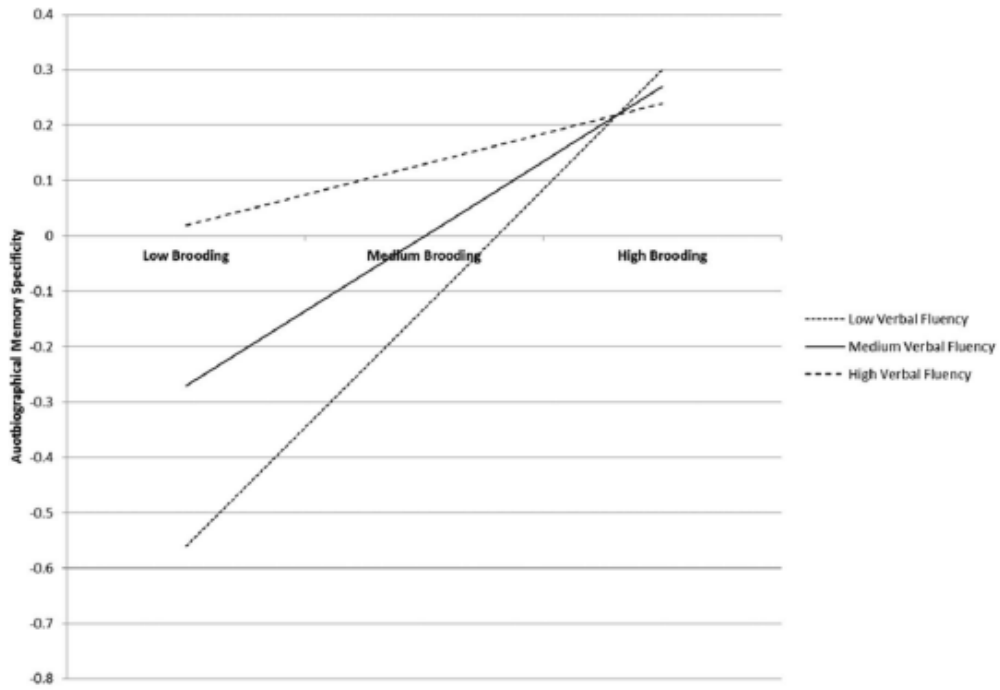 0.4
0.3
0.2
0.1
0
-0.1
-0.2
-0.3
-0.4
-0.5
-0.6
-0.7
-0.8
Auotbiographical Memory Specificity
Low Brooding
Medium Brooding
High Brooding
Low Verbal Fluency
Medium Verbal Fluency
High Verbal Fluency